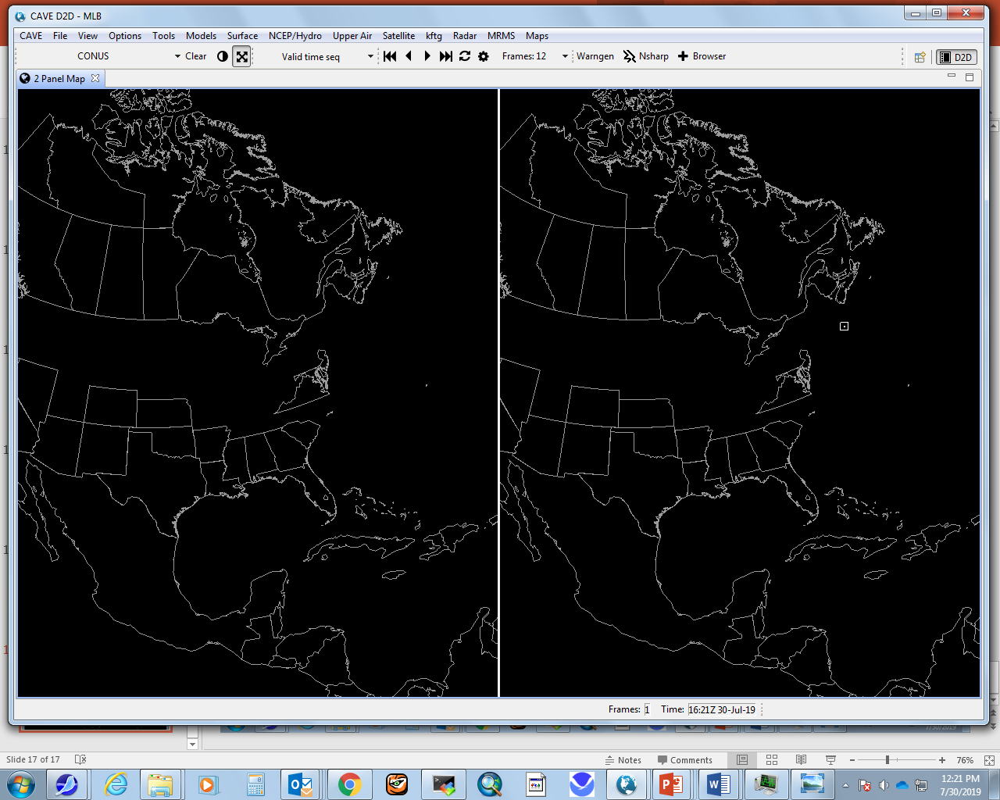 CAVE D2D - MLB
CAVE File View Options Tools Models Surface NCEP/Hydro Upper Air Satellite kftg Radar MRMS Maps
CONUS Clear Valid time seq Frames: 12 Warngen Nsharp Browser D2D
2 Panel Map
Frames: 1 Time: 16:21Z 30-Jul-19
Slide 17 of 17 Notes Comments 76%
12:21 PM
7/30/2019